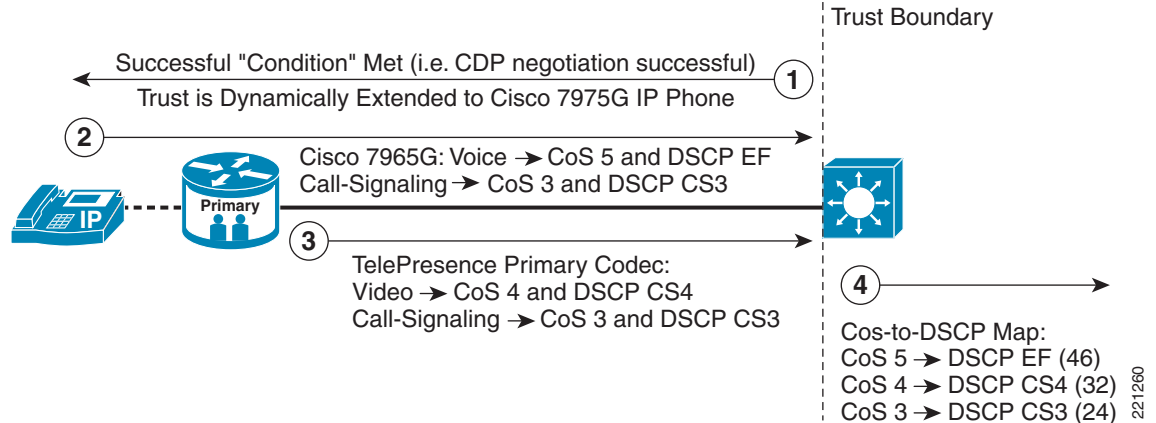 Trust Boundary
Successful "Condition" Met (i.e. CDP negotiation successful)
1
Trust is Dynamically Extended to Cisco 7975G IP Phone
2
Cisco 7965G: Voice → CoS 5 and DSCP EF
Call-Signaling → CoS 3 and DSCP CS3
IP
Primary
3
TelePresence Primary Codec:
Video → CoS 4 and DSCP CS4
Call-Signaling → CoS 3 and DSCP CS3
4
Cos-to-DSCP Map:
CoS 5 → DSCP EF (46)
CoS 4 → DSCP CS4 (32)
CoS 3 → DSCP CS3 (24)
221260